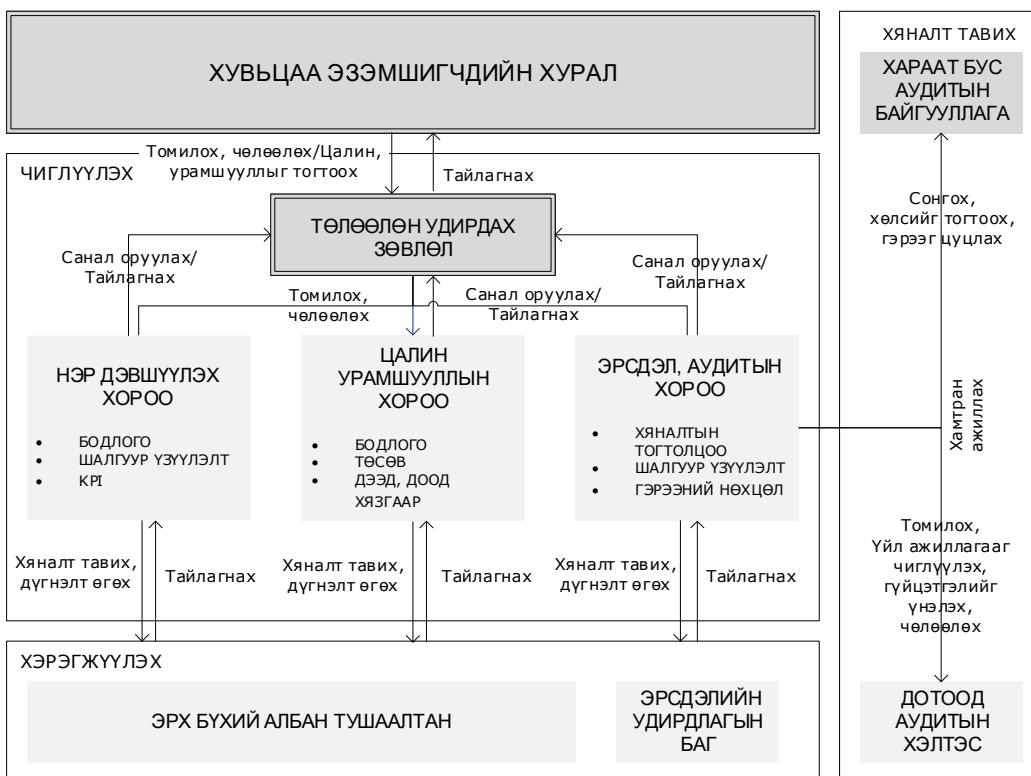 ХУВЬЦАА ЭЗЭМШИГЧДИЙН ХУРАЛ
Томилох, чөлөөлөх/Цалин,
урамшууллыг тогтоох
Тайлагнах
ЧИГЛҮҮЛЭХ
ТӨЛӨӨЛӨН УДИРДАХ
ЗӨВЛӨЛ
Санал оруулах/
Тайлагнах
Томилох,
чөлөөлөх
Санал оруулах/
Тайлагнах
Санал оруулах/
Тайлагнах
НЭР ДЭВШҮҮЛЭХ
ХОРОО
• БОДЛОГО
• ШАЛГУУР ҮЗҮҮЛЭЛТ
• KPI
ЦАЛИН
УРАМШУУЛЛЫН
ХОРОО
• БОДЛОГО
• ТӨСӨВ
• ДЭЭД, ДООД
ХЯЗГААР
ЭРСДЭЛ, АУДИТЫН
ХОРОО
• ХЯНАЛТЫН
ТОГТОЛЦОО
• ШАЛГУУР ҮЗҮҮЛЭЛТ
• ГЭРЭЭНИЙ НӨХЦӨЛ
Хяналт тавих,
дүгнэлт өгөх
Тайлагнах
Хяналт тавих,
дүгнэлт өгөх
Тайлагнах
Хяналт тавих,
дүгнэлт өгөх
Тайлагнах
ХЭРЭГЖҮҮЛЭХ
ЭРХ БҮХИЙ АЛБАН ТУШААЛТАН
ЭРСДЭЛИЙН
УДИРДЛАГЫН
БАГ
ХЯНАЛТ ТАВИХ
ХАРААТ БУС
АУДИТЫН
БАЙГУУЛЛАГА
Сонгох,
хөлсийг тогтоох,
гэрээг цуцлах
Хамтран
ажиллах
Томилох,
Үйл ажиллагааг
чиглүүлэх,
гүйцэтгэлийг
үнэлэх,
чөлөөлөх
ДОТООД
АУДИТЫН
ХЭЛТЭС